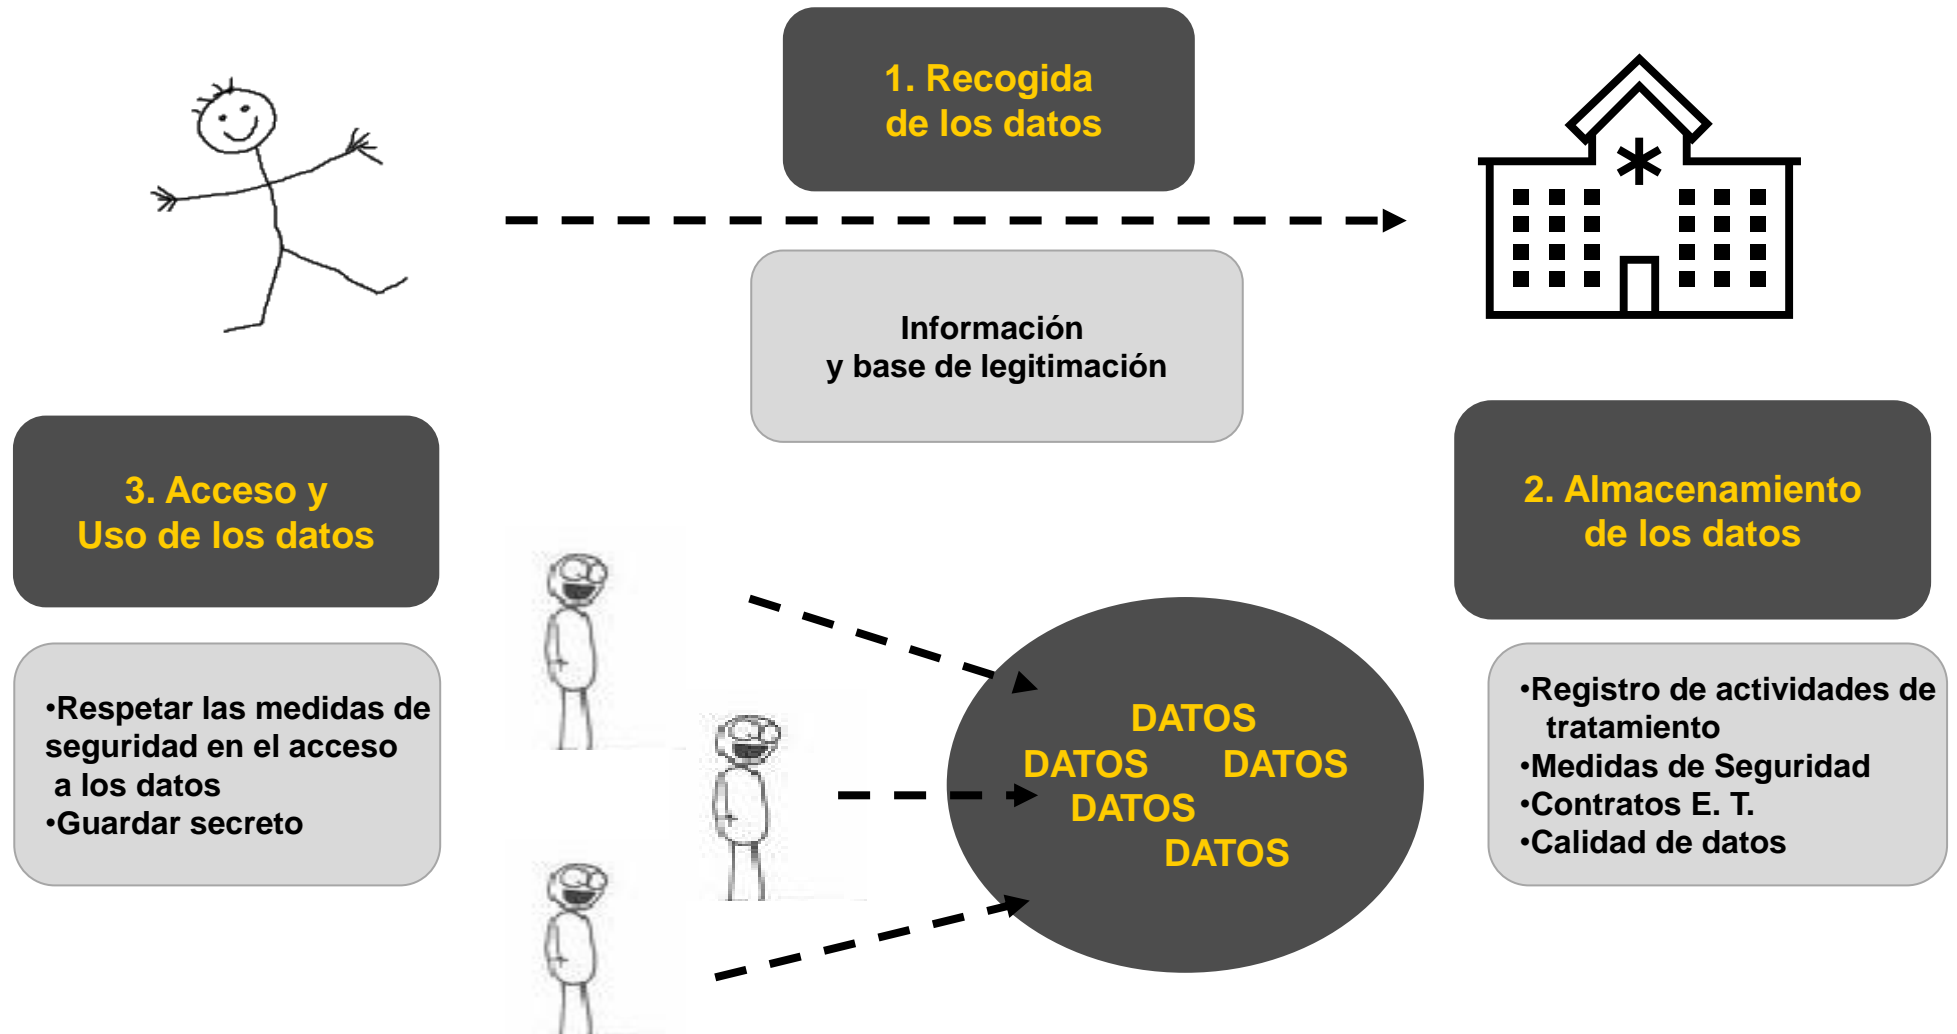 1. Recogida
de los datos
Información
y base de legitimación
3. Acceso y
Uso de los datos
2. Almacenamiento
de los datos
•Respetar las medidas de
seguridad en el acceso
a los datos
•Guardar secreto
DATOS
DATOS DATOS
DATOS
DATOS
•Registro de actividades de
tratamiento
•Medidas de Seguridad
•Contratos E. T.
•Calidad de datos